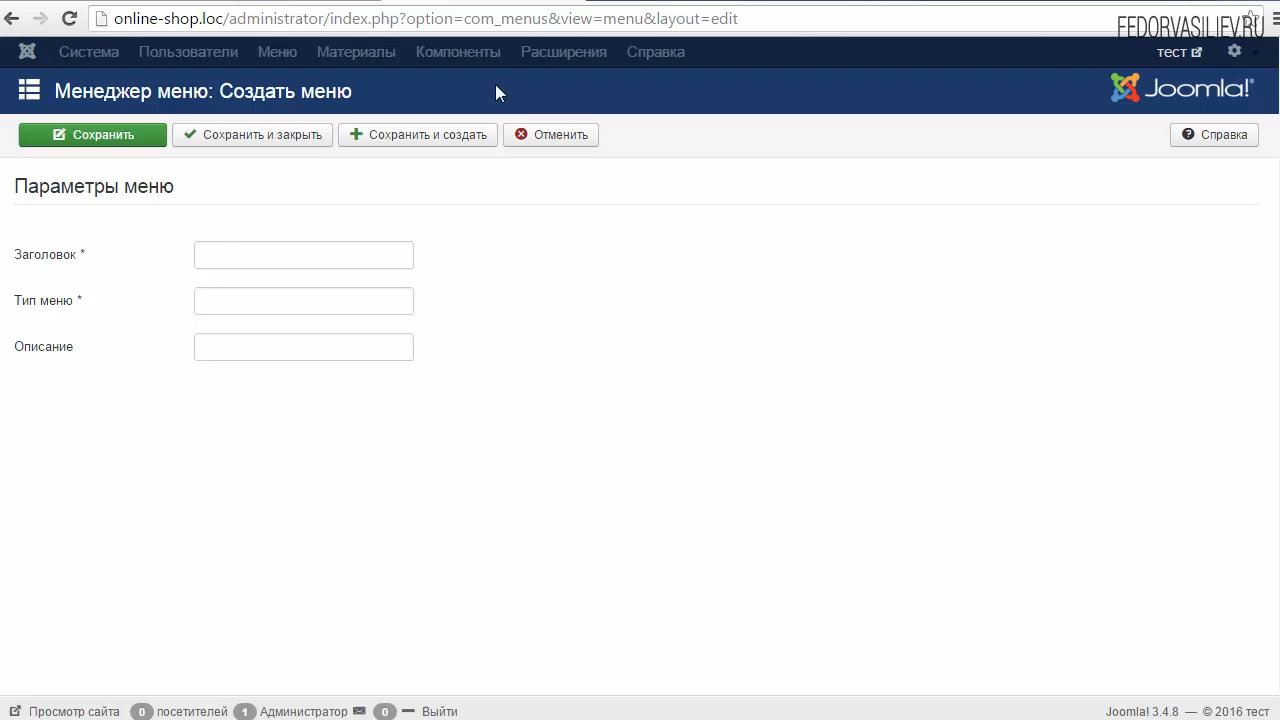 online-shop.loc/administrator/index.php?option=com_menus&view=menu&layout=edit
FEDORVASILIEV.RU
Система Пользователи Меню Материалы Компоненты Расширения Справка тест
Менеджер меню: Создать меню Joomla!®
Сохранить Сохранить и закрыть Сохранить и создать Отменить Справка
Параметры меню
Заголовок *
Тип меню *
Описание
Просмотр сайта 0 посетителей 1 Администратор 0 Выйти Joomla! 3.4.8 — © 2016 тест